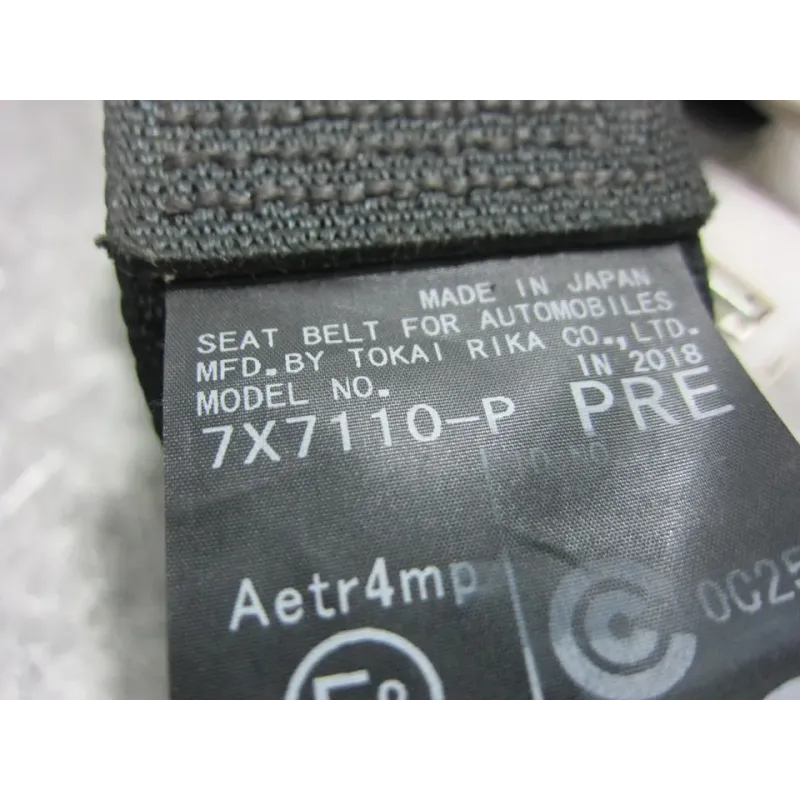 MADE IN JAPAN
SEAT BELT FOR AUTOMOBILES
MFD. BY TOKAI RIKA CO., LTD.
MODEL NO. IN 2018
7X7110-P PRE
Aetr4mp
0C25